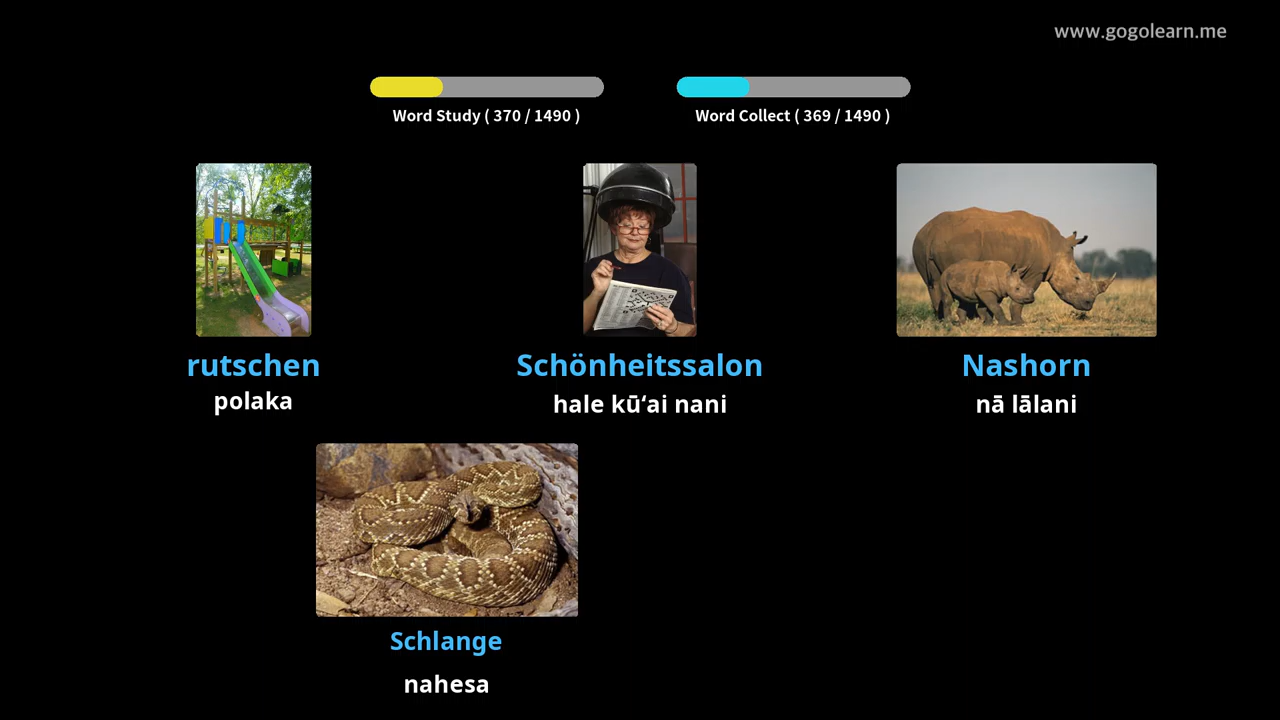 www.gogolearn.me
Word Study ( 370 / 1490 )
Word Collect ( 369 / 1490 )
rutschen
polaka
Schönheitssalon
hale kūʻai nani
Nashorn
nā lālani
Schlange
nahesa